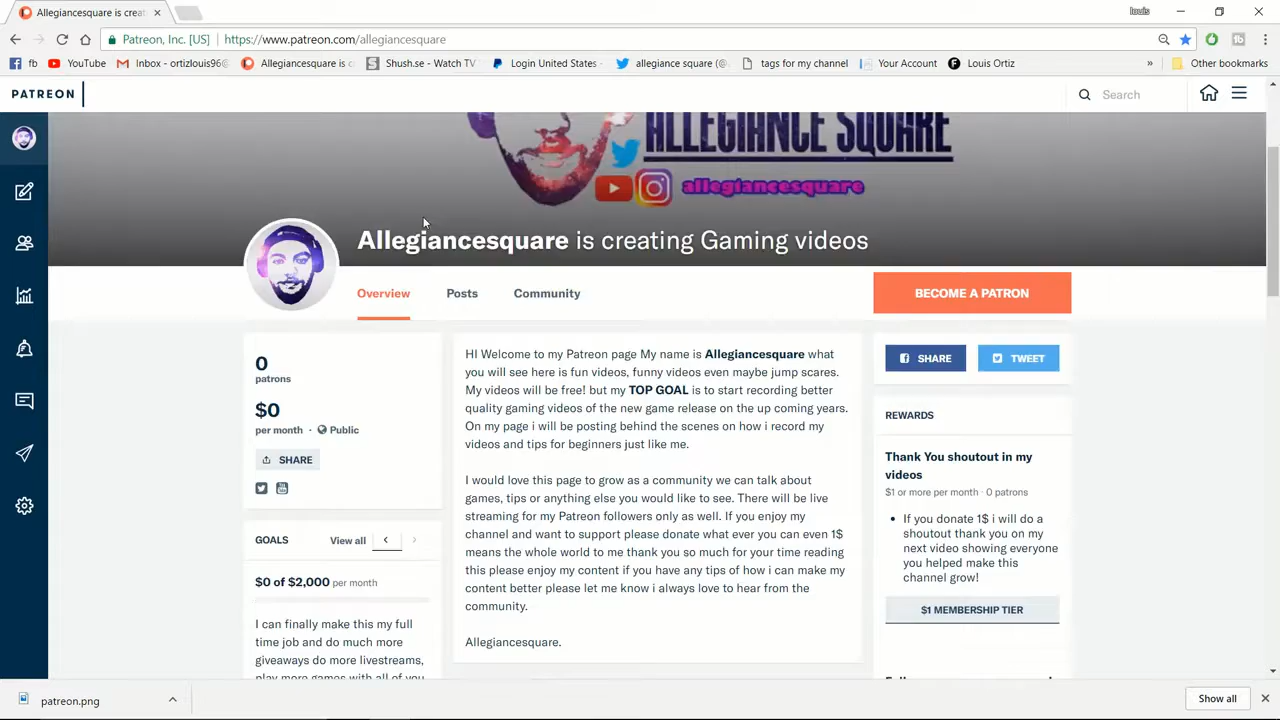 Allegiancesquare is creat
louis
Patreon, Inc. [US]
https://www.patreon.com/allegiancesquare
fb
YouTube
Inbox - ortizlouis96@
Allegiancesquare is c
Shush.se - Watch TV
Login United States
allegiance square (@
tags for my channel
Your Account
Louis Ortiz
»
Other bookmarks
PATREON
Search
ALLEGIANCE SQUARE
allegiancesquare
Allegiancesquare is creating Gaming videos
Overview
Posts
Community
BECOME A PATRON
0
patrons
$0
per month · Public
SHARE
GOALS
View all
$0 of $2,000 per month
I can finally make this my full
time job and do much more
giveaways do more livestreams,
play more games with all of you
HI Welcome to my Patreon page My name is Allegiancesquare what
you will see here is fun videos, funny videos even maybe jump scares.
My videos will be free! but my TOP GOAL is to start recording better
quality gaming videos of the new game release on the up coming years.
On my page i will be posting behind the scenes on how i record my
videos and tips for beginners just like me.
I would love this page to grow as a community we can talk about
games, tips or anything else you would like to see. There will be live
streaming for my Patreon followers only as well. If you enjoy my
channel and want to support please donate what ever you can even 1$
means the whole world to me thank you so much for your time reading
this please enjoy my content if you have any tips of how i can make my
content better please let me know i always love to hear from the
community.
Allegiancesquare.
SHARE
TWEET
REWARDS
Thank You shoutout in my
videos
$1 or more per month · 0 patrons
• If you donate 1$ i will do a
shoutout thank you on my
next video showing everyone
you helped make this
channel grow!
$1 MEMBERSHIP TIER
patreon.png
Show all